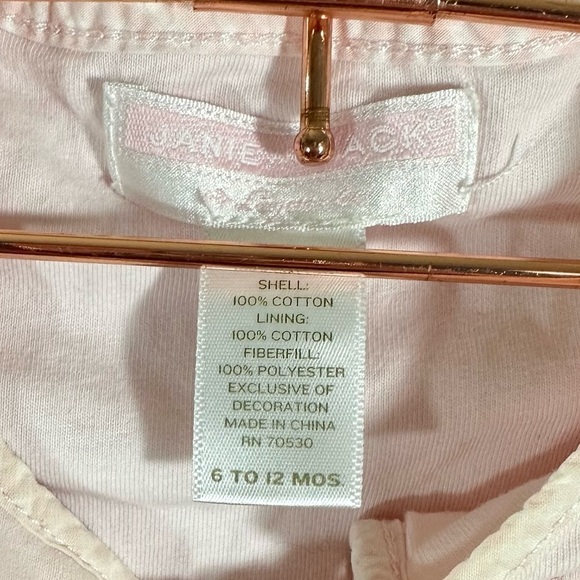 JANIE ACK
SHELL:
100% COTTON
LINING:
100% COTTON
FIBERFILL:
100% POLYESTER
EXCLUSIVE OF
DECORATION
MADE IN CHINA
RN 70530
6 TO 12 MOS.